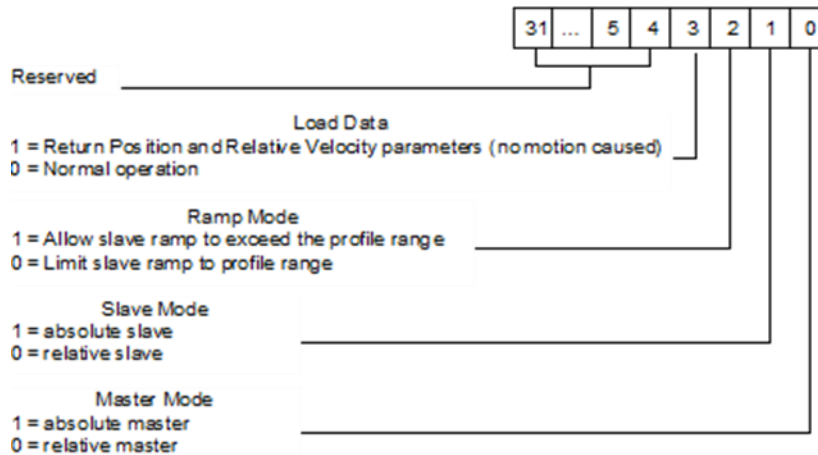 31 ... 5 4 3 2 1 0
Reserved
Load Data
1 = Return Position and Relative Velocity parameters (no motion caused)
0 = Normal operation
Ramp Mode
1 = Allow slave ramp to exceed the profile range
0 = Limit slave ramp to profile range
Slave Mode
1 = absolute slave
0 = relative slave
Master Mode
1 = absolute master
0 = relative master